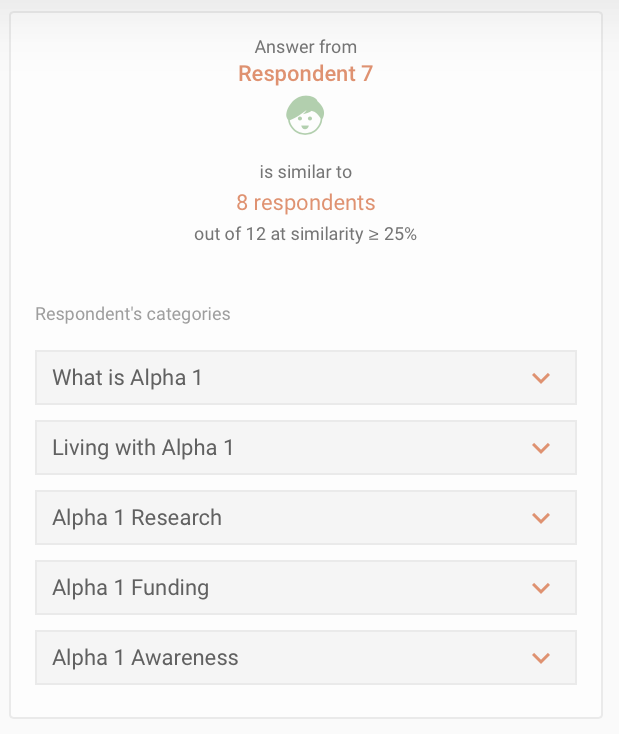 Answer from
Respondent 7
is similar to
8 respondents
out of 12 at similarity ≥ 25%
Respondent's categories
What is Alpha 1
Living with Alpha 1
Alpha 1 Research
Alpha 1 Funding
Alpha 1 Awareness